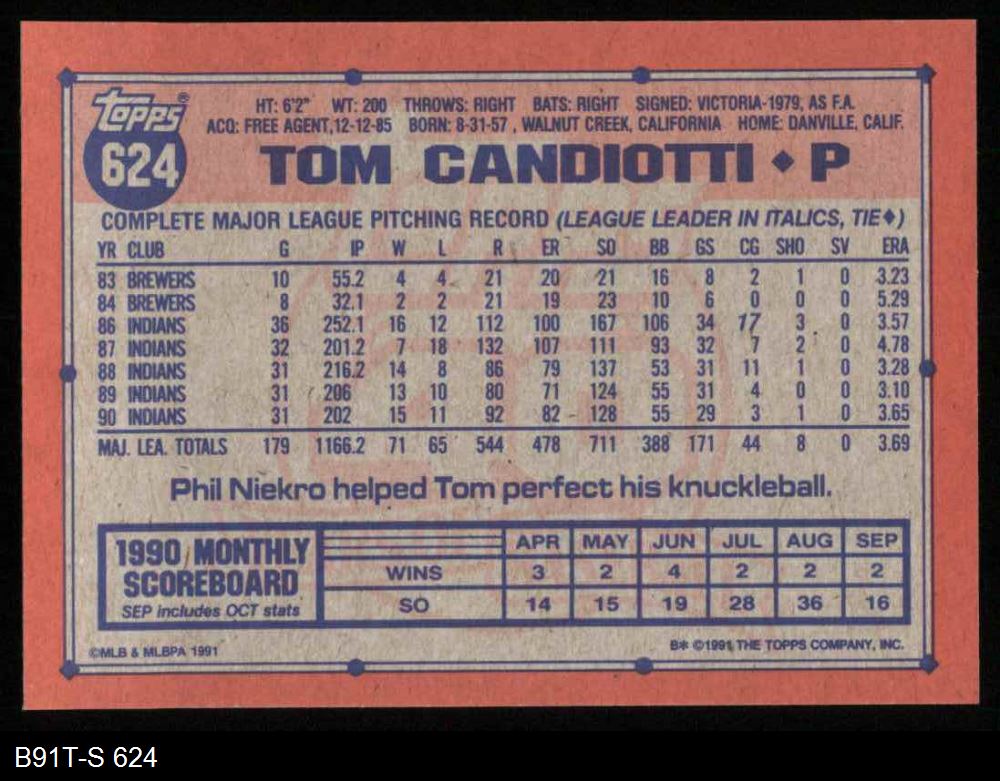 Topps®
624
HT: 6'2" WT: 200 THROWS: RIGHT BATS: RIGHT SIGNED: VICTORIA-1979, AS F.A.
ACQ: FREE AGENT,12-12-85 BORN: 8-31-57 , WALNUT CREEK, CALIFORNIA HOME: DANVILLE, CALIF.
TOM CANDIOTTI ◆ P
COMPLETE MAJOR LEAGUE PITCHING RECORD (LEAGUE LEADER IN ITALICS, TIE◆)
YR CLUB G IP W L R ER SO BB GS CG SHO SV ERA
83 BREWERS 10 55.2 4 4 21 20 21 16 8 2 1 0 3.23
84 BREWERS 8 32.1 2 2 21 19 23 10 6 0 0 0 5.29
86 INDIANS 36 252.1 16 12 112 100 167 106 34 17 3 0 3.57
87 INDIANS 32 201.2 7 18 132 107 111 93 32 7 2 0 4.78
88 INDIANS 31 216.2 14 8 86 79 137 53 31 11 1 0 3.28
89 INDIANS 31 206 13 10 80 71 124 55 31 4 0 0 3.10
90 INDIANS 31 202 15 11 92 82 128 55 29 3 1 0 3.65
MAJ. LEA. TOTALS 179 1166.2 71 65 544 478 711 388 171 44 8 0 3.69
Phil Niekro helped Tom perfect his knuckleball.
1990 MONTHLY SCOREBOARD
SEP includes OCT stats
APR MAY JUN JUL AUG SEP
WINS 3 2 4 2 2 2
SO 14 15 19 28 36 16
©MLB & MLBPA 1991 B* ©1991 THE TOPPS COMPANY, INC.
B91T-S 624